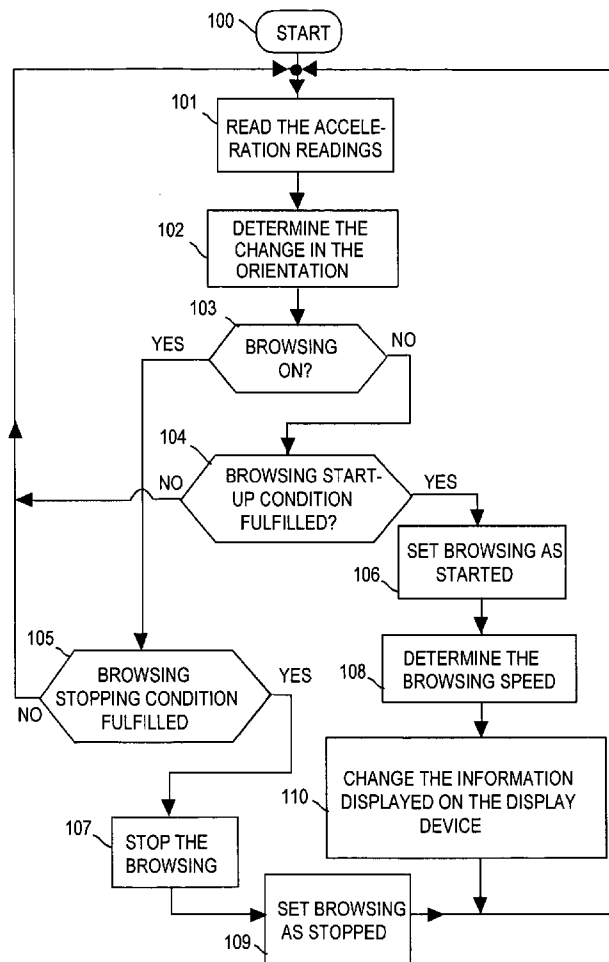 100
START
101
READ THE ACCELE-
RATION READINGS
102
DETERMINE THE
CHANGE IN THE
ORIENTATION
103
YES
BROWSING
ON?
NO
104
NO
BROWSING START-
UP CONDITION
FULFILLED?
YES
SET BROWSING AS
STARTED
106
105
BROWSING
STOPPING CONDITION
FULFILLED
YES
NO
DETERMINE THE
BROWSING SPEED
108
CHANGE THE INFORMATION
DISPLAYED ON THE DISPLAY
DEVICE
110
107
STOP THE
BROWSING
SET BROWSING
AS STOPPED
109